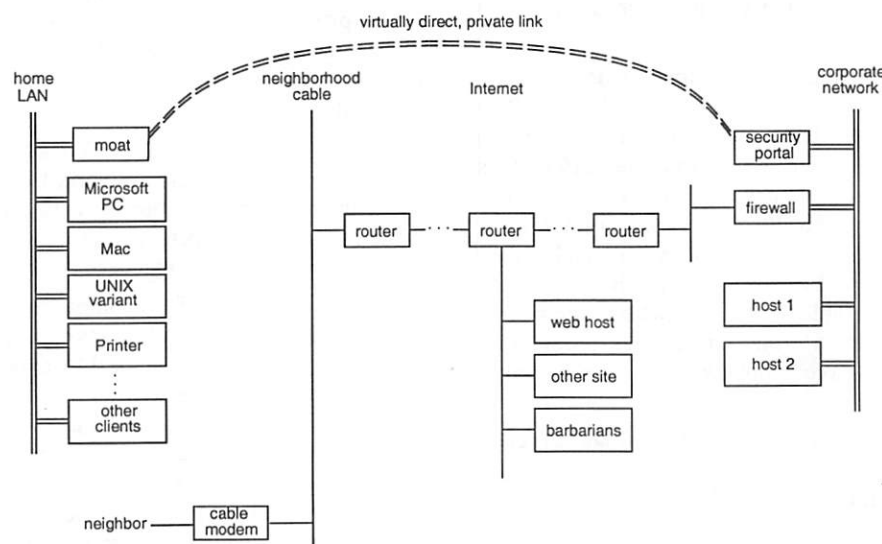 virtually direct, private link
home
LAN
neighborhood
cable
Internet
corporate
network
moat
security
portal
Microsoft
PC
firewall
Mac
router
router
router
UNIX
variant
host 1
web host
Printer
host 2
other site
other
clients
barbarians
neighbor
cable
modem